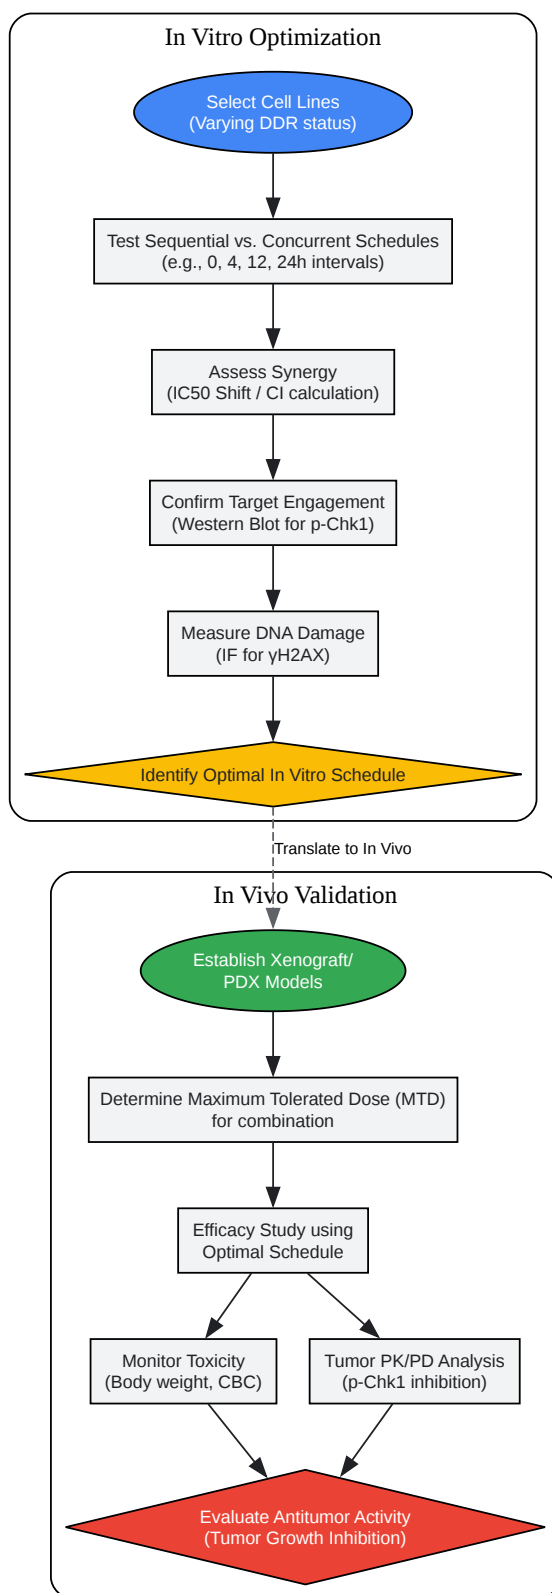 In Vitro Optimization
Select Cell Lines
(Varying DDR status)
Test Sequential vs. Concurrent Schedules
(e.g., 0, 4, 12, 24h intervals)
Assess Synergy
(IC50 Shift / CI calculation)
Confirm Target Engagement
(Western Blot for p-Chk1)
Measure DNA Damage
(IF for γH2AX)
Identify Optimal In Vitro Schedule
Translate to In Vivo
In Vivo Validation
Establish Xenograft/
PDX Models
Determine Maximum Tolerated Dose (MTD)
for combination
Efficacy Study using
Optimal Schedule
Monitor Toxicity
(Body weight, CBC)
Tumor PK/PD Analysis
(p-Chk1 inhibition)
Evaluate Antitumor Activity
(Tumor Growth Inhibition)